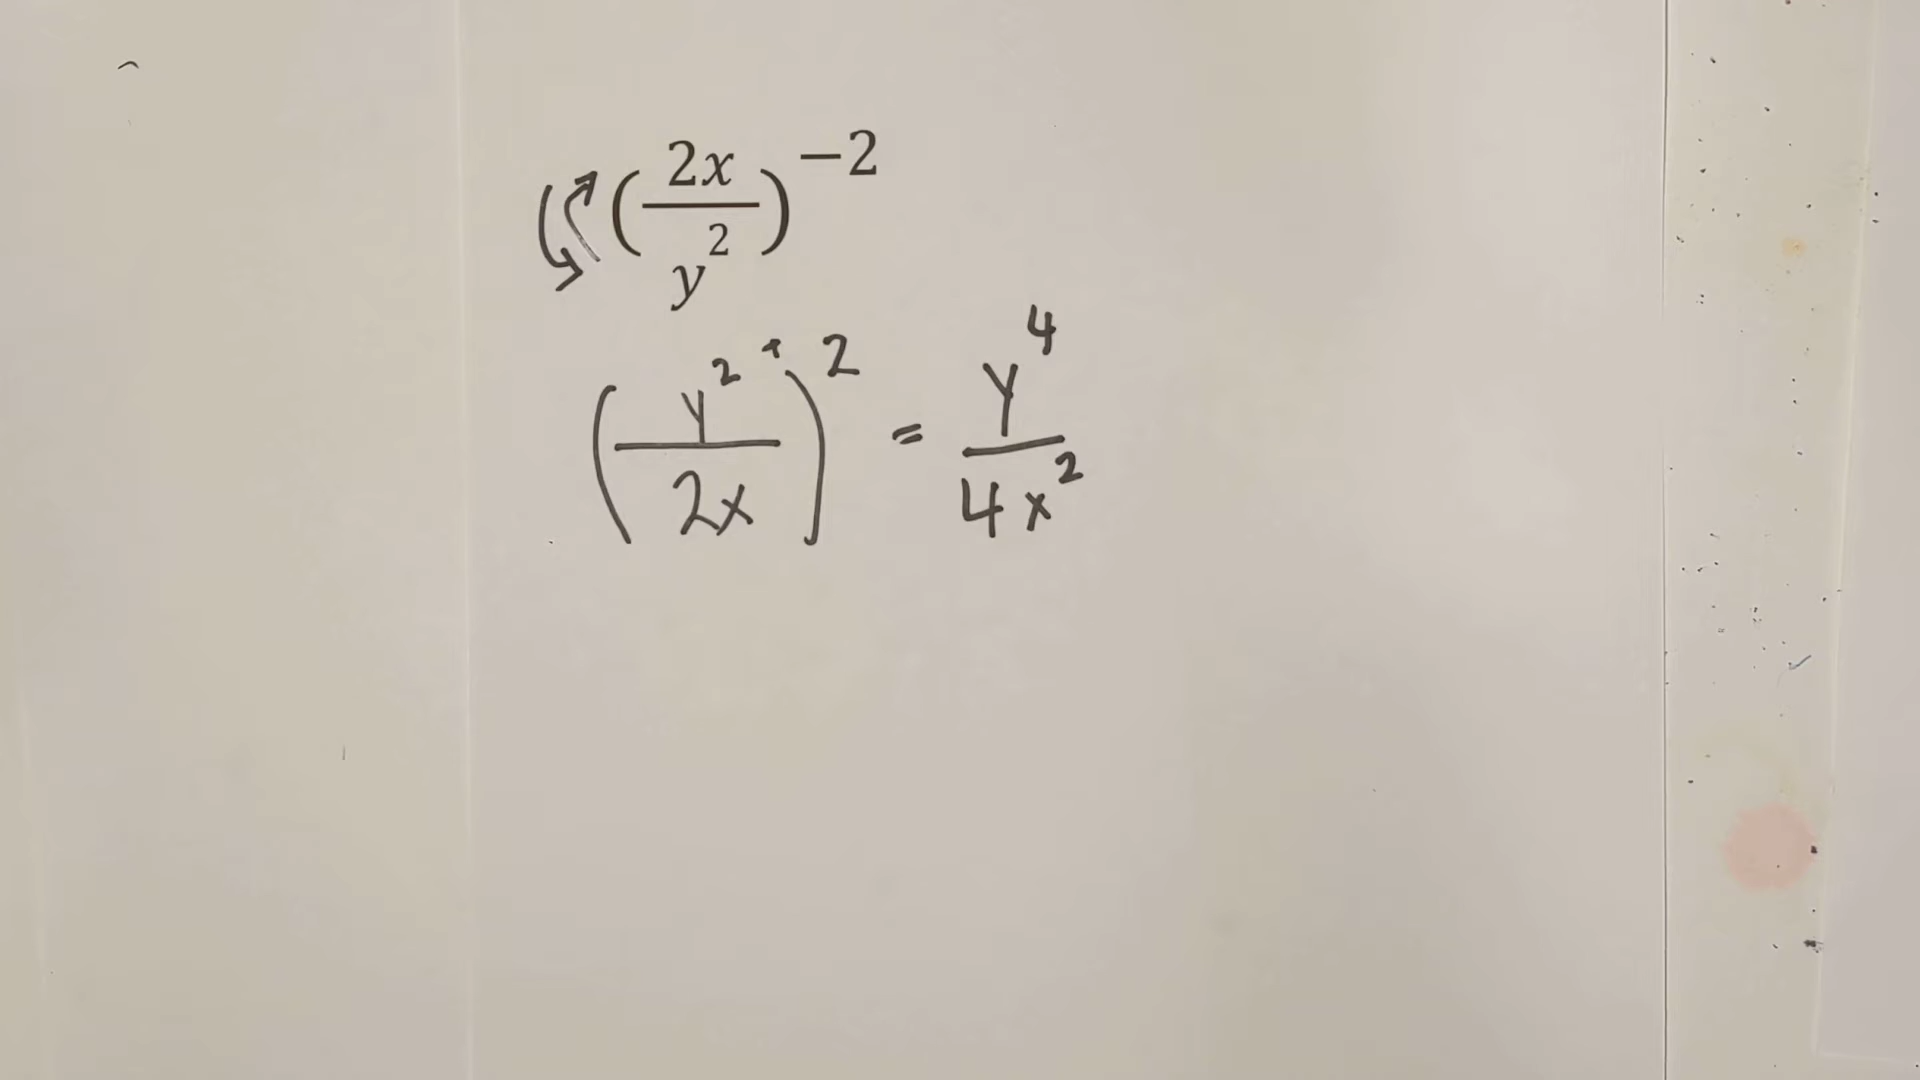 (2x/y²)⁻²
(y²/2x)² = y⁴/4x²